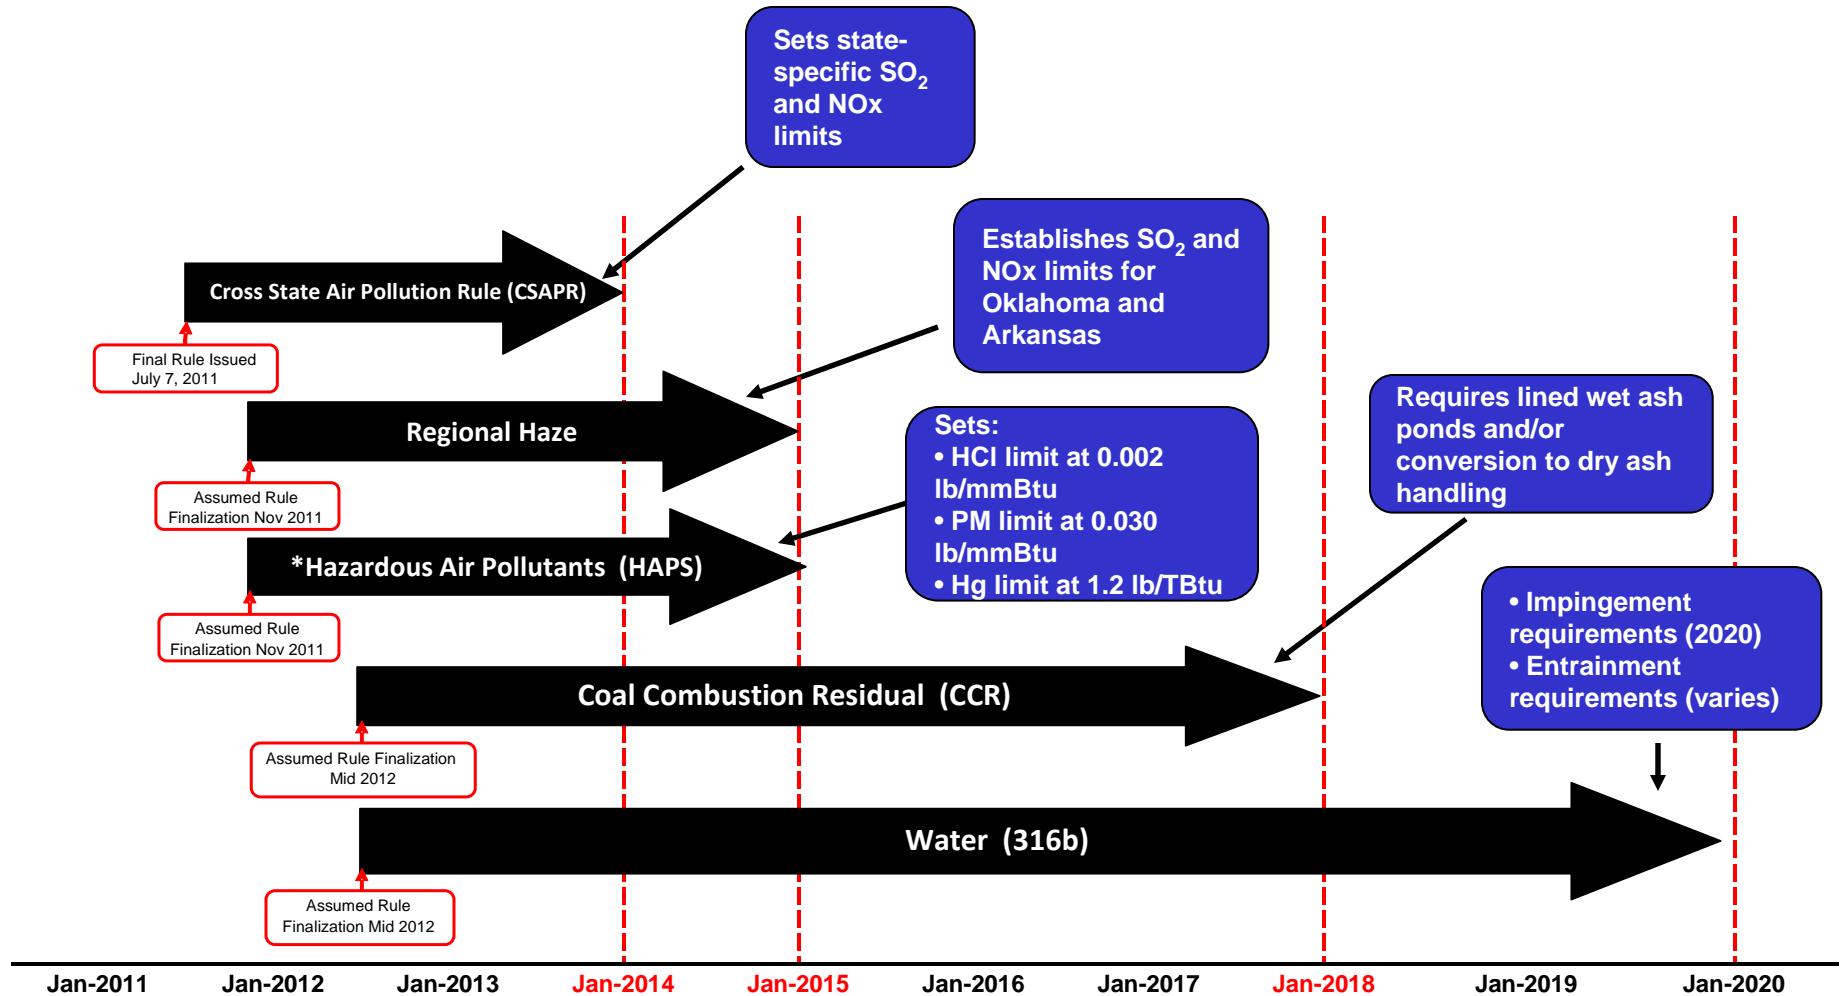 Sets state-
specific SO2
and NOx
limits
Establishes SO2 and
NOx limits for
Oklahoma and
Arkansas
Cross State Air Pollution Rule (CSAPR)
Final Rule Issued
July 7, 2011
Requires lined wet ash
ponds and/or
conversion to dry ash
handling
Regional Haze
Sets:
• HCl limit at 0.002
lb/mmBtu
• PM limit at 0.030
lb/mmBtu
• Hg limit at 1.2 lb/TBtu
Assumed Rule
Finalization Nov 2011
*Hazardous Air Pollutants (HAPS)
• Impingement
requirements (2020)
• Entrainment
requirements (varies)
Assumed Rule
Finalization Nov 2011
Coal Combustion Residual (CCR)
Assumed Rule Finalization
Mid 2012
Water (316b)
Assumed Rule
Finalization Mid 2012
Jan-2011 Jan-2012 Jan-2013 Jan-2014 Jan-2015 Jan-2016 Jan-2017 Jan-2018 Jan-2019 Jan-2020